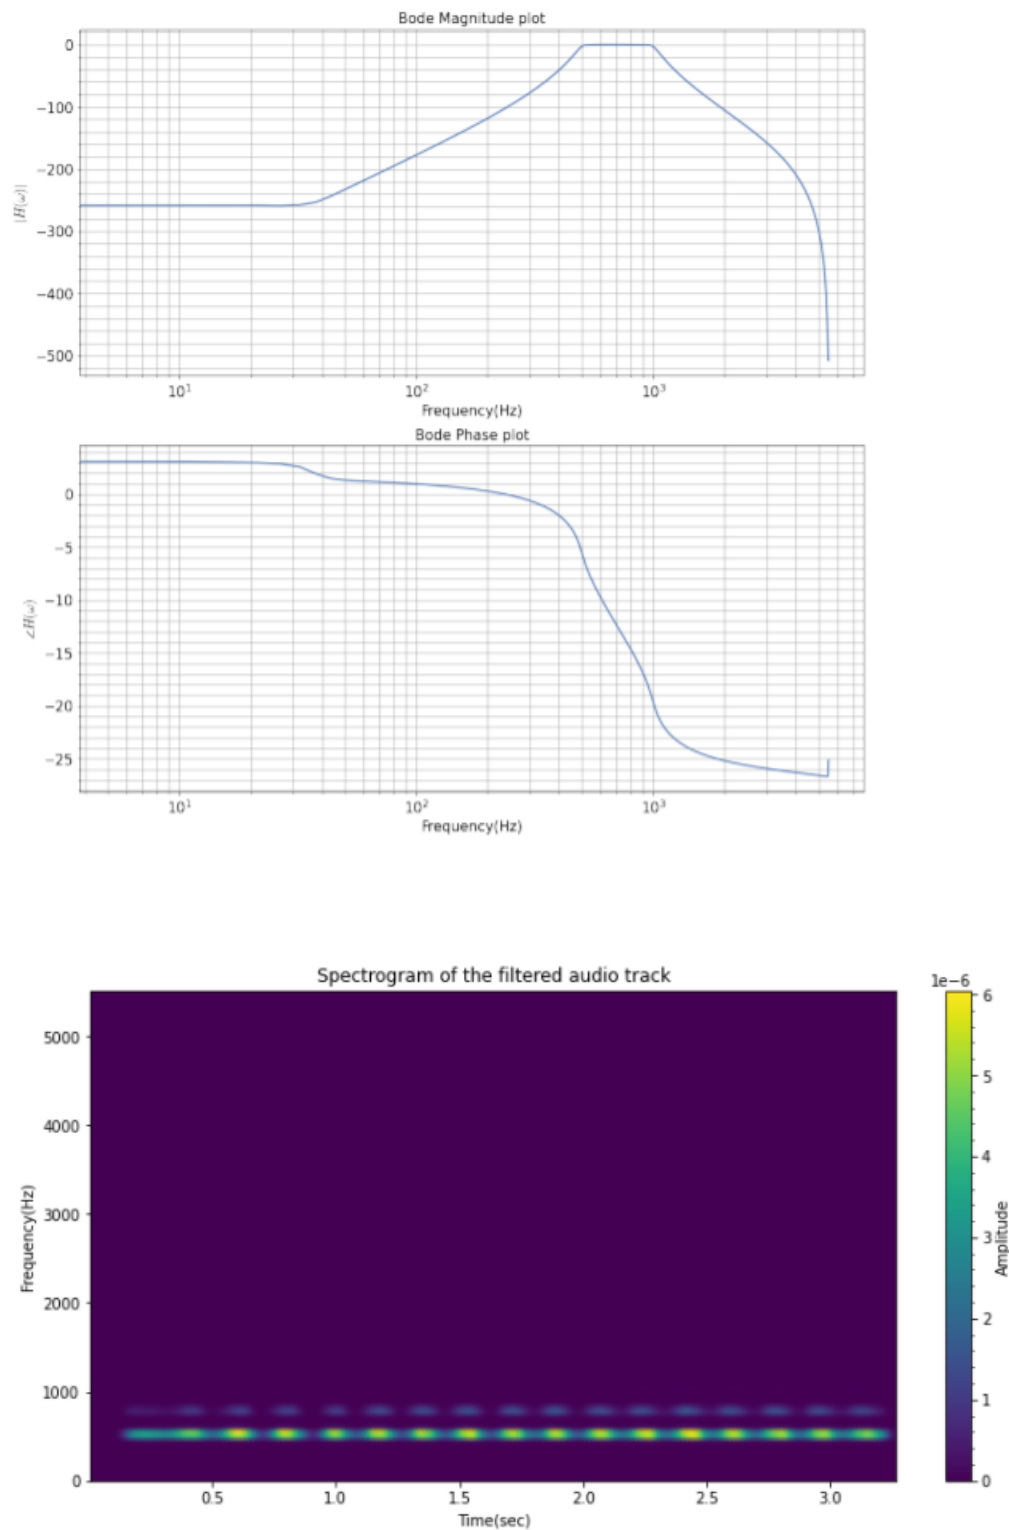 Bode Magnitude plot
0
−100
−200
−300
−400
−500
|H(ω)|
10¹ 10² 10³
Frequency(Hz)
Bode Phase plot
0
−5
−10
−15
−20
−25
∠H(ω)
10¹ 10² 10³
Frequency(Hz)
Spectrogram of the filtered audio track
5000
4000
3000
2000
1000
0
Frequency(Hz)
0.5 1.0 1.5 2.0 2.5 3.0
Time(sec)
1e−6
6
5
4
3
2
1
0
Amplitude